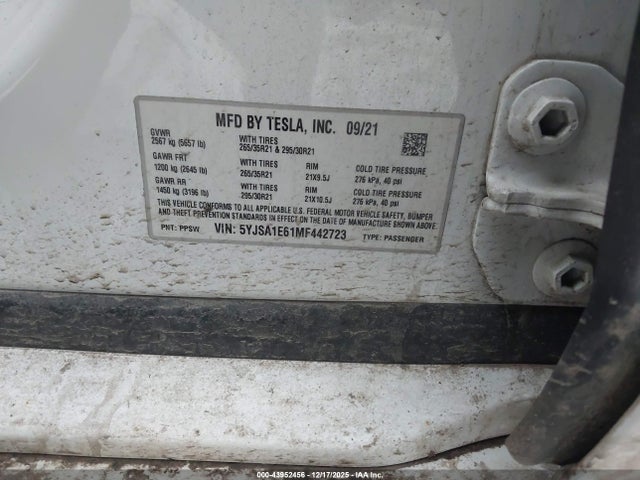 MFD BY TESLA, INC. 09/21
GVWR
2567 kg (5657 lb)
WITH TIRES
265/35R21 & 295/30R21
GAWR FRT
1200 kg (2645 lb)
WITH TIRES
265/35R21
RIM
21X9.5J
COLD TIRE PRESSURE
276 kPa, 40 psi
GAWR RR
1450 kg (3196 lb)
WITH TIRES
295/30R21
RIM
21X10.5J
COLD TIRE PRESSURE
276 kPa, 40 psi
THIS VEHICLE CONFORMS TO ALL APPLICABLE U.S. FEDERAL MOTOR VEHICLE SAFETY, BUMPER
AND THEFT PREVENTION STANDARDS IN EFFECT ON THE DATE OF MANUFACTURE SHOWN ABOVE.
PNT: PPSW VIN: 5YJSA1E61MF442723 TYPE: PASSENGER
000-43952456 - 12/17/2025 - IAAI.COM